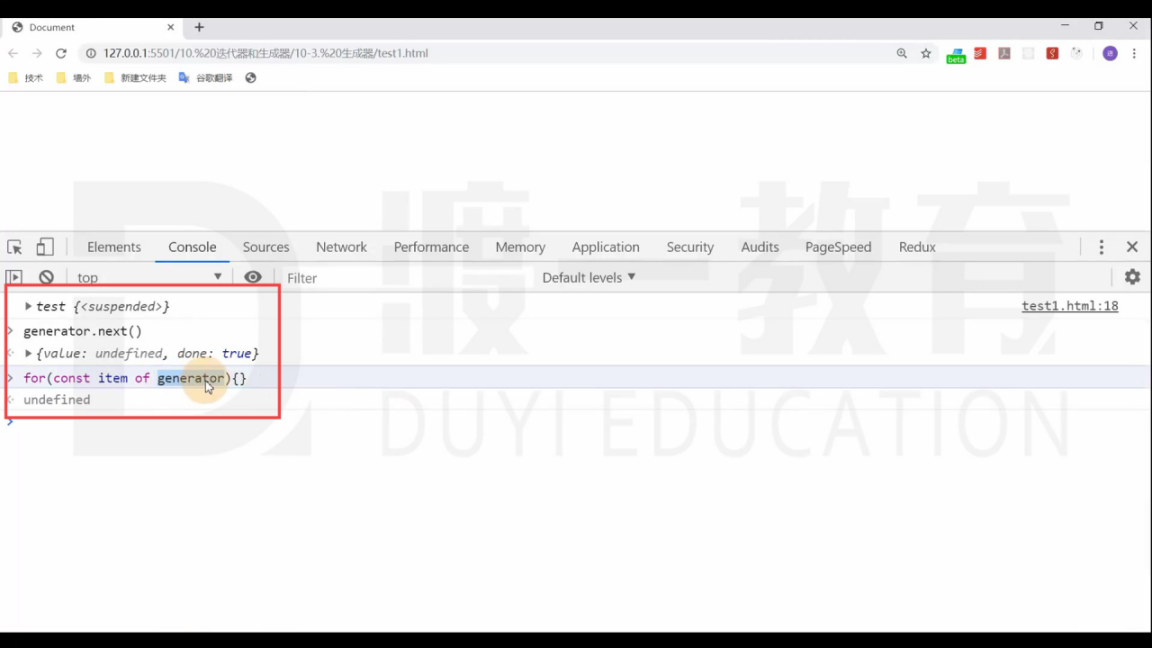 Document
127.0.0.1:5501/10.%20迭代器和生成器/10-3.%20生成器/test1.html
beta
技术 墙外 新建文件夹 谷歌翻译
渡一教育
DUYI EDUCATION
Elements Console Sources Network Performance Memory Application Security Audits PageSpeed Redux
top Filter Default levels
test {<suspended>} test1.html:18
generator.next()
{value: undefined, done: true}
for(const item of generator){}
undefined